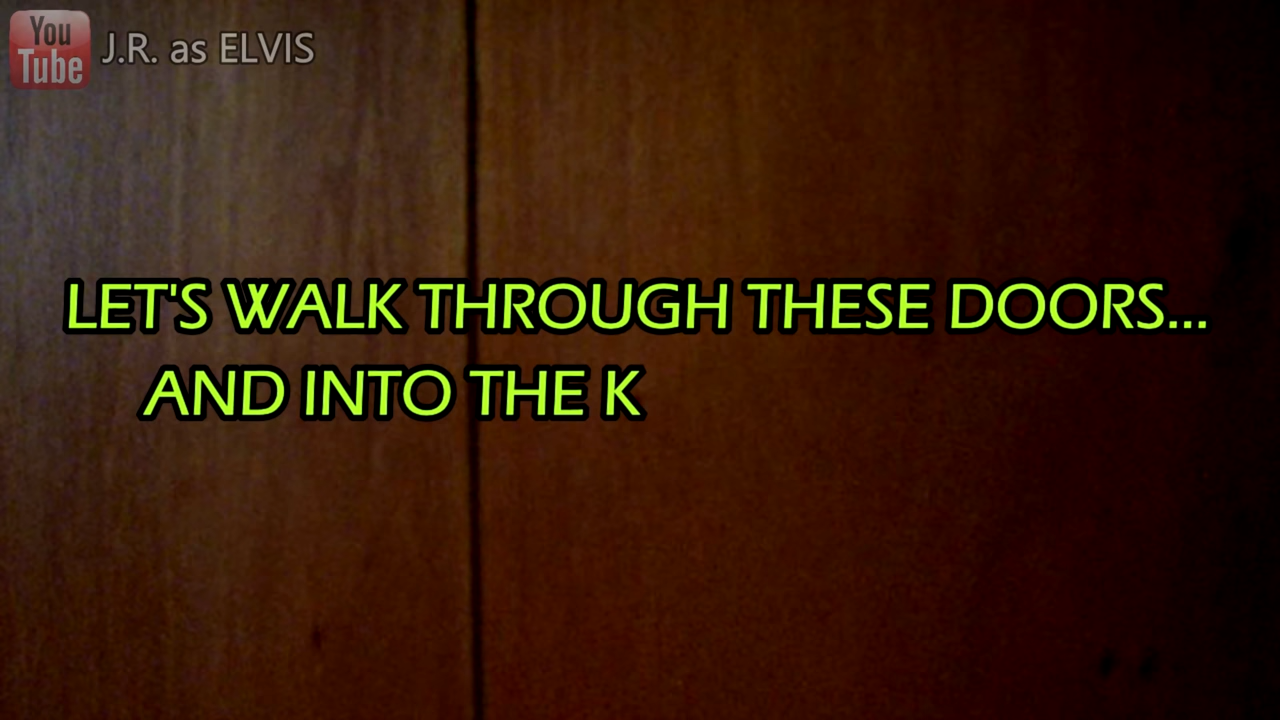 You
Tube
J.R. as ELVIS
LET'S WALK THROUGH THESE DOORS...
AND INTO THE K